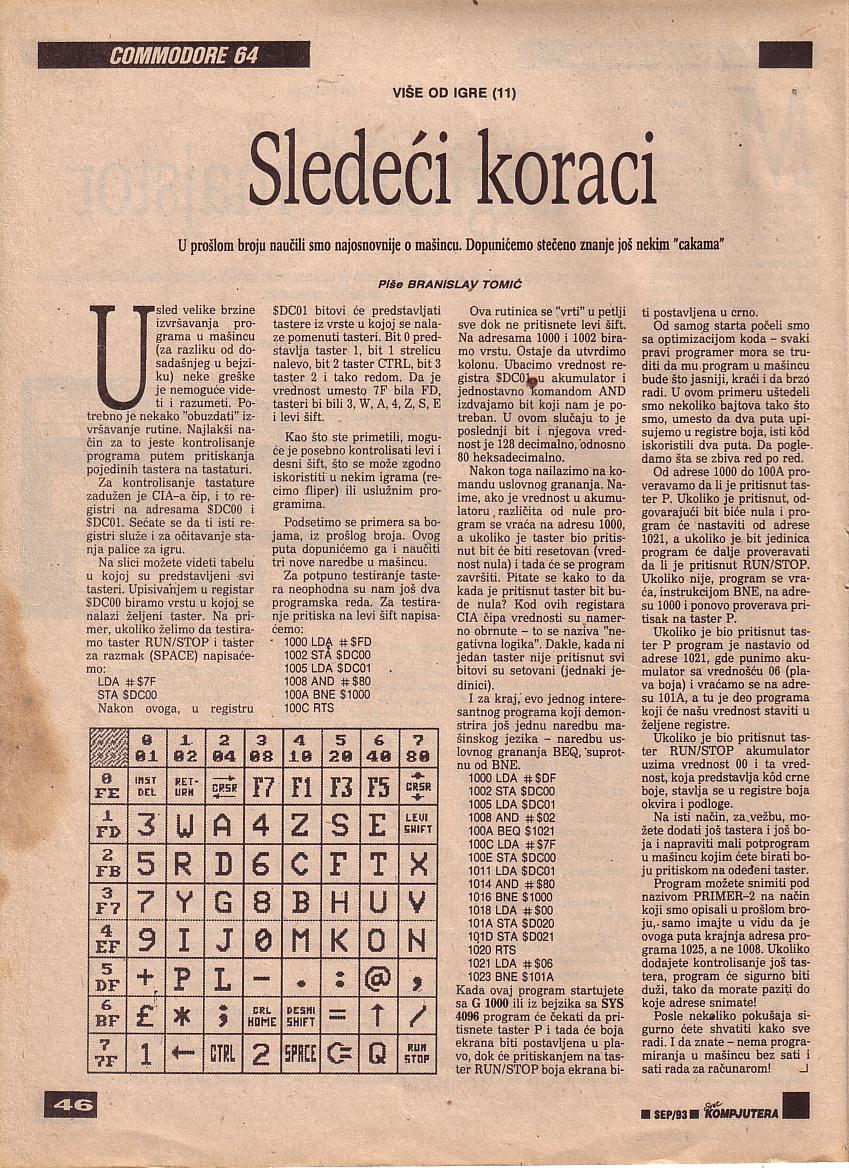 COMMODORE 64
VIŠE OD IGRE (11)
Sledeći koraci
U prošlom broju naučili smo najosnovnije o mašincu. Dopunićemo stečeno znanje još nekim "cakama"
Piše BRANISLAV TOMIĆ
Usled velike brzine
izvršavanja pro-
grama u mašincu
(za razliku od do-
sadašnjeg u bejzi-
ku) neke greške
je nemoguće vide-
ti i razumeti. Po-
trebno je nekako "obuzdati" iz-
vršavanje rutine. Najlakši na-
čin za to jeste kontrolisanje
programa putem pritiskanja
pojedinih tastera na tastaturi.
Za kontrolisanje tastature
zadužen je CIA-a čip, i to re-
gistri na adresama $DC00 i
$DC01. Sećate se da ti isti re-
gistri služe i za očitavanje sta-
nja palice za igru.
Na slici možete videti tabelu
u kojoj su predstavljeni svi
tasteri. Upisivanjem u registar
$DC00 biramo vrstu u kojoj se
nalazi željeni taster. Na pri-
mer, ukoliko želimo da testira-
mo taster RUN/STOP i taster
za razmak (SPACE) napisaće-
mo:
LDA #$7F
STA $DC00
Nakon ovoga, u registru
$DC01 bitovi će predstavljati
tastere iz vrste u kojoj se nala-
ze pomenuti tasteri. Bit 0 pred-
stavlja taster 1, bit 1 strelicu
nalevo, bit 2 taster CTRL, bit 3
taster 2 i tako redom. Da je
vrednost umesto 7F bila FD,
tasteri bi bili 3, W, A, 4, Z, S, E
i levi šift.
Kao što ste primetili, mogu-
će je posebno kontrolisati levi i
desni šift, što se može zgodno
iskoristiti u nekim igrama (re-
cimo fliper) ili uslužnim pro-
gramima.
Podsetimo se primera sa bo-
jama, iz prošlog broja. Ovog
puta dopunićemo ga i naučiti
tri nove naredbe u mašincu.
Za potpuno testiranje taste-
ra neophodna su nam još dva
programska reda. Za testira-
nje pritiska na levi šift napisa-
ćemo:
1000 LDA #$FD
1002 STA $DC00
1005 LDA $DC01
1008 AND #$80
100A BNE $1000
100C RTS
0 1 2 3 4 5 6 7
01 02 04 08 10 20 40 80
0 FE INST DEL RET-URN CRSR F7 F1 F3 F5 CRSR
1 FD 3 W A 4 Z S E LEVI SHIFT
2 FB 5 R D 6 C F T X
3 F7 7 Y G 8 B H U V
4 EF 9 I J 0 M K O N
5 DF + P L - . : @ ,
6 BF £ * ; CRL HOME DESNI SHIFT = ↑ /
7 7F 1 ← CTRL 2 SPACE C= Q RUN STOP
Ova rutinica se "vrti" u petlji
sve dok ne pritisnete levi šift.
Na adresama 1000 i 1002 bira-
mo vrstu. Ostaje da utvrdimo
kolonu. Ubacimo vrednost re-
gistra $DC01 u akumulator i
jednostavno komandom AND
izdvajamo bit koji nam je po-
treban. U ovom slučaju to je
poslednji bit i njegova vred-
nost je 128 decimalno, odnosno
80 heksadecimalno.
Nakon toga nailazimo na ko-
mandu uslovnog grananja. Na-
ime, ako je vrednost u akumu-
latoru različita od nule pro-
gram se vraća na adresu 1000,
a ukoliko je taster bio pritis-
nut bit će biti resetovan (vred-
nost nula) i tada će se program
završiti. Pitate se kako to da
kada je pritisnut taster bit bu-
de nula? Kod ovih registara
CIA čipa vrednosti su namer-
no obrnute – to se naziva "ne-
gativna logika". Dakle, kada ni
jedan taster nije pritisnut svi
bitovi su setovani (jednaki je-
dinici).
I za kraj, evo jednog intere-
santnog programa koji demon-
strira još jednu naredbu ma-
šinskog jezika – naredbu us-
lovnog grananja BEQ, suprot-
nu od BNE.
1000 LDA #$DF
1002 STA $DC00
1005 LDA $DC01
1008 AND #$02
100A BEQ $1021
100C LDA #$7F
100E STA $DC00
1011 LDA $DC01
1014 AND #$80
1016 BNE $1000
1018 LDA #$00
101A STA $D020
101D STA $D021
1020 RTS
1021 LDA #$06
1023 BNE $101A
Kada ovaj program startujete
sa G 1000 ili iz bejzika sa SYS
4096 program će čekati da pri-
tisnete taster P i tada će boja
ekrana biti postavljena u pla-
vo, dok će pritiskanjem na tas-
ter RUN/STOP boja ekrana bi-
ti postavljena u crno.
Od samog starta počeli smo
sa optimizacijom koda – svaki
pravi programer mora se tru-
diti da mu program u mašincu
bude što jasniji, kraći i da brzo
radi. U ovom primeru uštedeli
smo nekoliko bajtova tako što
smo, umesto da dva puta upi-
sujemo u registre boja, isti kôd
iskoristili dva puta. Da pogle-
damo šta se zbiva red po red.
Od adrese 1000 do 100A pro-
veravamo da li je pritisnut tas-
ter P. Ukoliko je pritisnut, od-
govarajući bit biće nula i pro-
gram će nastaviti od adrese
1021, a ukoliko je bit jedinica
program će dalje proveravati
da li je pritisnut RUN/STOP.
Ukoliko nije, program se vra-
ća, instrukcijom BNE, na adre-
su 1000 i ponovo proverava pri-
tisak na taster P.
Ukoliko je bio pritisnut tas-
ter P program je nastavio od
adrese 1021, gde punimo aku-
mulator sa vrednošću 06 (pla-
va boja) i vraćamo se na adre-
su 101A, a tu je deo programa
koji će našu vrednost staviti u
željene registre.
Ukoliko je bio pritisnut tas-
ter RUN/STOP akumulator
uzima vrednost 00 i ta vred-
nost, koja predstavlja kôd crne
boje, stavlja se u registre boja
okvira i podloge.
Na isti način, za vežbu, mo-
žete dodati još tastera i još bo-
ja i napraviti mali potprogram
u mašincu kojim ćete birati bo-
ju pritiskom na odeđeni taster.
Program možete snimiti pod
nazivom PRIMER-2 na način
koji smo opisali u prošlom bro-
ju, samo imajte u vidu da je
ovoga puta krajnja adresa pro-
grama 1025, a ne 1008. Ukoliko
dodajete kontrolisanje još tas-
tera, program će sigurno biti
duži, tako da morate paziti do
koje adrese snimate!
Posle nekoliko pokušaja si-
gurno ćete shvatiti kako sve
radi. I da znate – nema progra-
miranja u mašincu bez sati i
sati rada za računarom!
46
SEP/93 Svet KOMPJUTERA